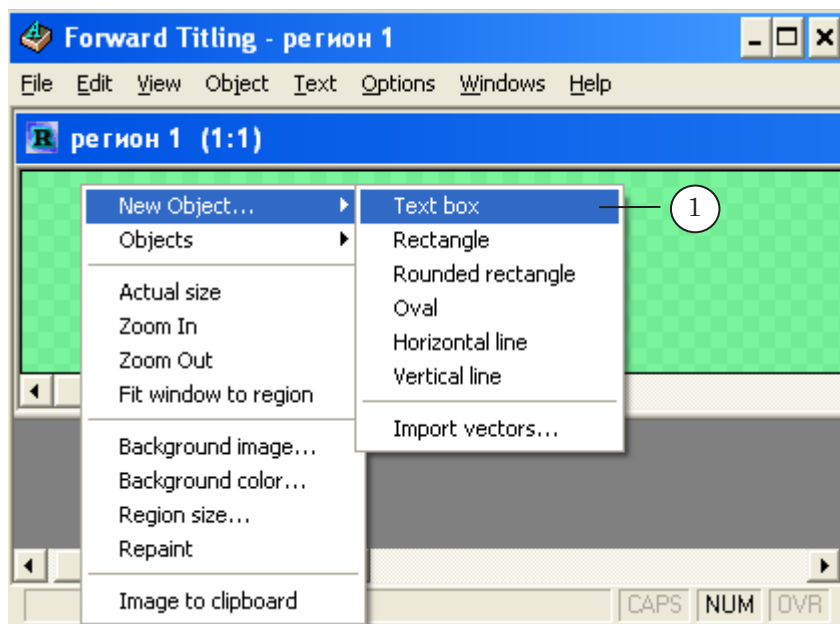 Forward Titling - регион 1
File Edit View Object Text Options Windows Help
R регион 1 (1:1)
New Object...
Objects
Actual size
Zoom In
Zoom Out
Fit window to region
Background image...
Background color...
Region size...
Repaint
Image to clipboard
Text box
Rectangle
Rounded rectangle
Oval
Horizontal line
Vertical line
Import vectors...
1
CAPS NUM OVR